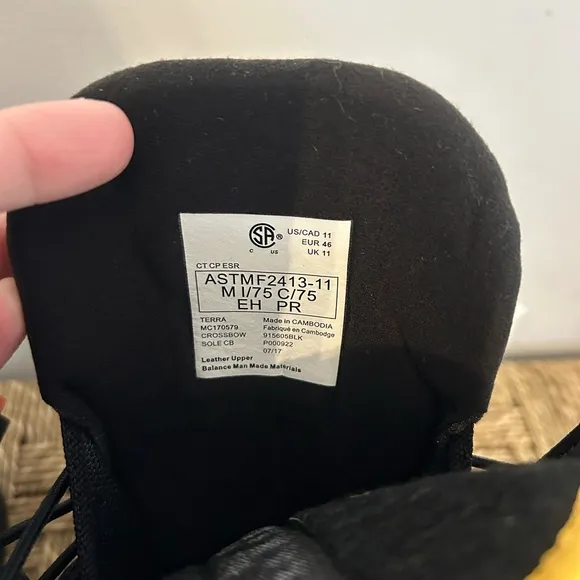 SA ®
C US
US/CAD 11
EUR 46
UK 11
CT CP ESR
ASTMF2413-11
M I/75 C/75
EH PR
TERRA Made in CAMBODIA
MC170579 Fabriqué en Cambodge
CROSSBOW 915605BLK
SOLE CB P000922
07/17
Leather Upper
Balance Man Made Materials